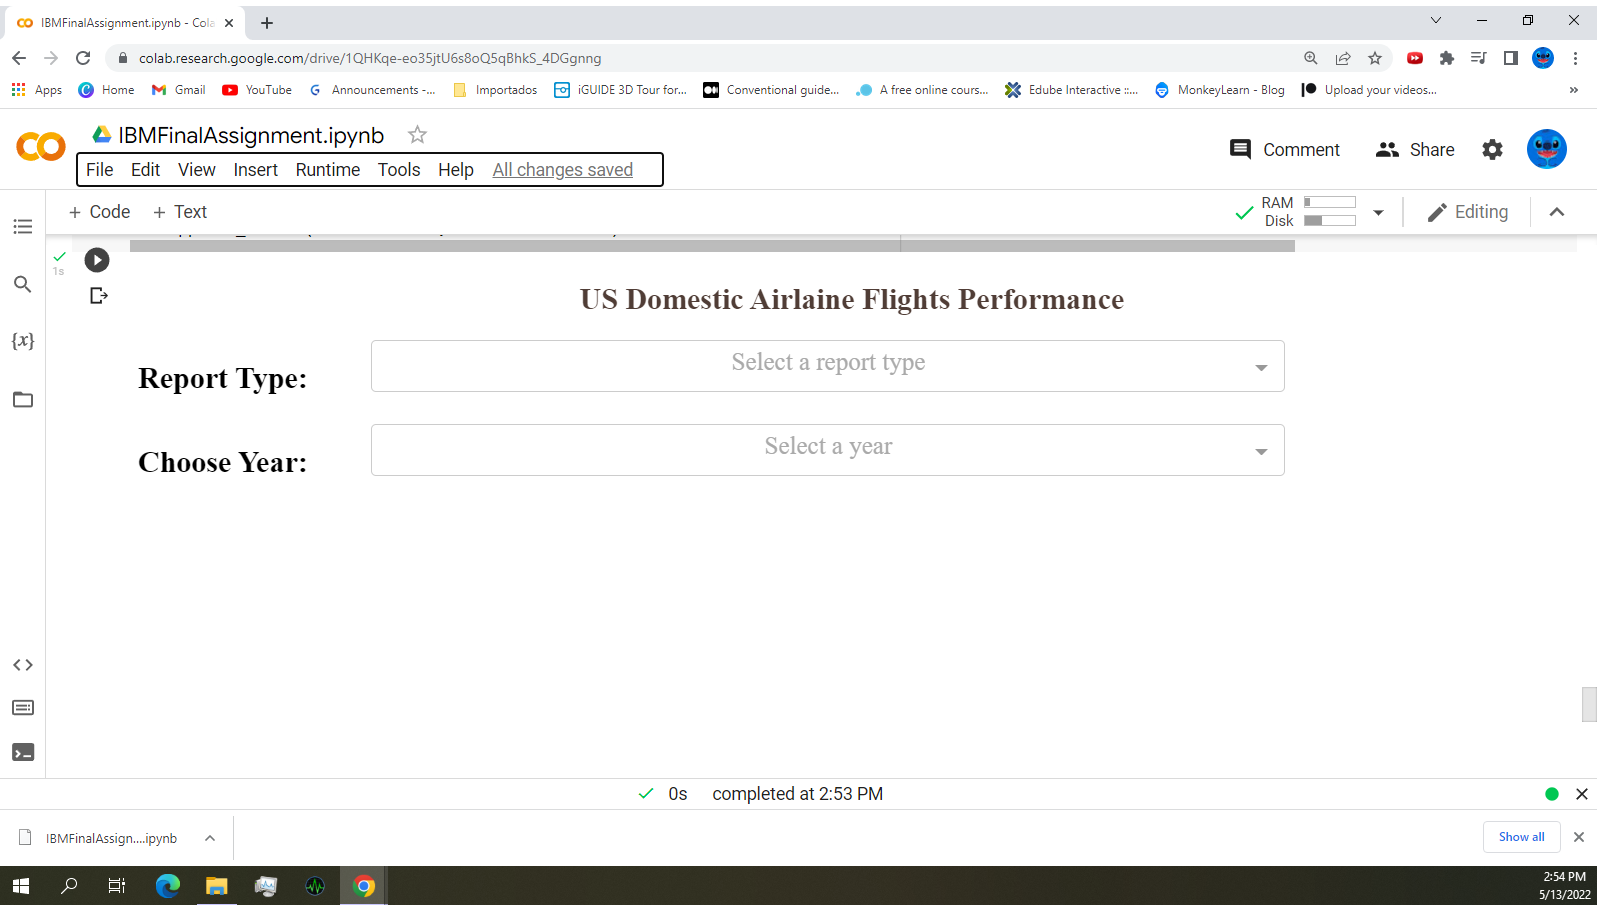 IBMFinalAssignment.ipynb - Cola
colab.research.google.com/drive/1QHKqe-eo35jtU6s8oQ5qBhkS_4DGgnng
Apps Home Gmail YouTube Announcements -... Importados iGUIDE 3D Tour for... Conventional guide... A free online cours... Edube Interactive ::... MonkeyLearn - Blog Upload your videos... »
IBMFinalAssignment.ipynb
File Edit View Insert Runtime Tools Help All changes saved
Comment Share
+ Code + Text
RAM
Disk
Editing
1s
{x}
US Domestic Airlaine Flights Performance
Report Type:
Select a report type
Choose Year:
Select a year
0s completed at 2:53 PM
IBMFinalAssign....ipynb
Show all
2:54 PM
5/13/2022